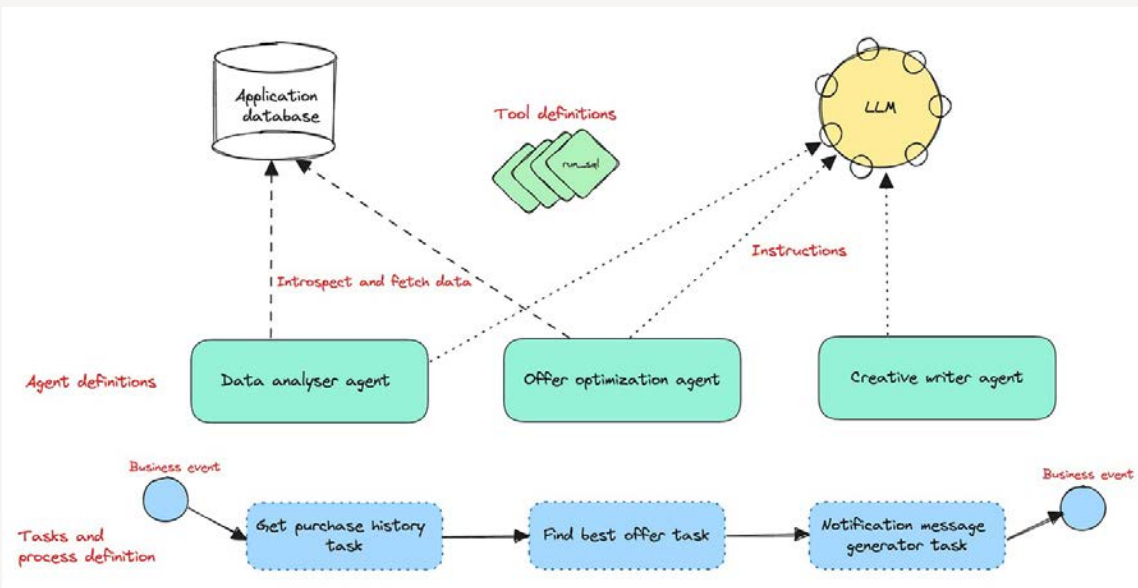 Application
database
Tool definitions
run_sql
LLM
Instructions
Introspect and fetch data
Agent definitions
Data analyser agent
Offer optimization agent
Creative writer agent
Business event
Business event
Tasks and
process definition
Get purchase history
task
Find best offer task
Notification message
generator task